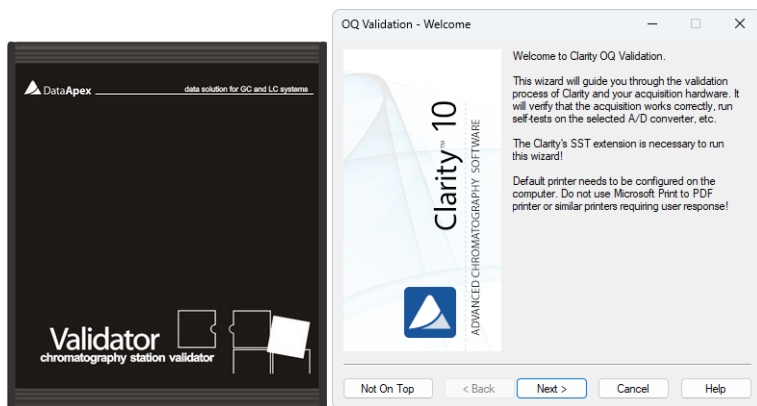 DataApex
data solution for GC and LC systems
Validator
chromatography station validator
OQ Validation - Welcome
Clarity™ 10
ADVANCED CHROMATOGRAPHY SOFTWARE
Welcome to Clarity OQ Validation.
This wizard will guide you through the validation
process of Clarity and your acquisition hardware. It
will verify that the acquisition works correctly, run
self-tests on the selected A/D converter, etc.
The Clarity's SST extension is necessary to run
this wizard!
Default printer needs to be configured on the
computer. Do not use Microsoft Print to PDF
printer or similar printers requiring user response!
Not On Top
< Back
Next >
Cancel
Help